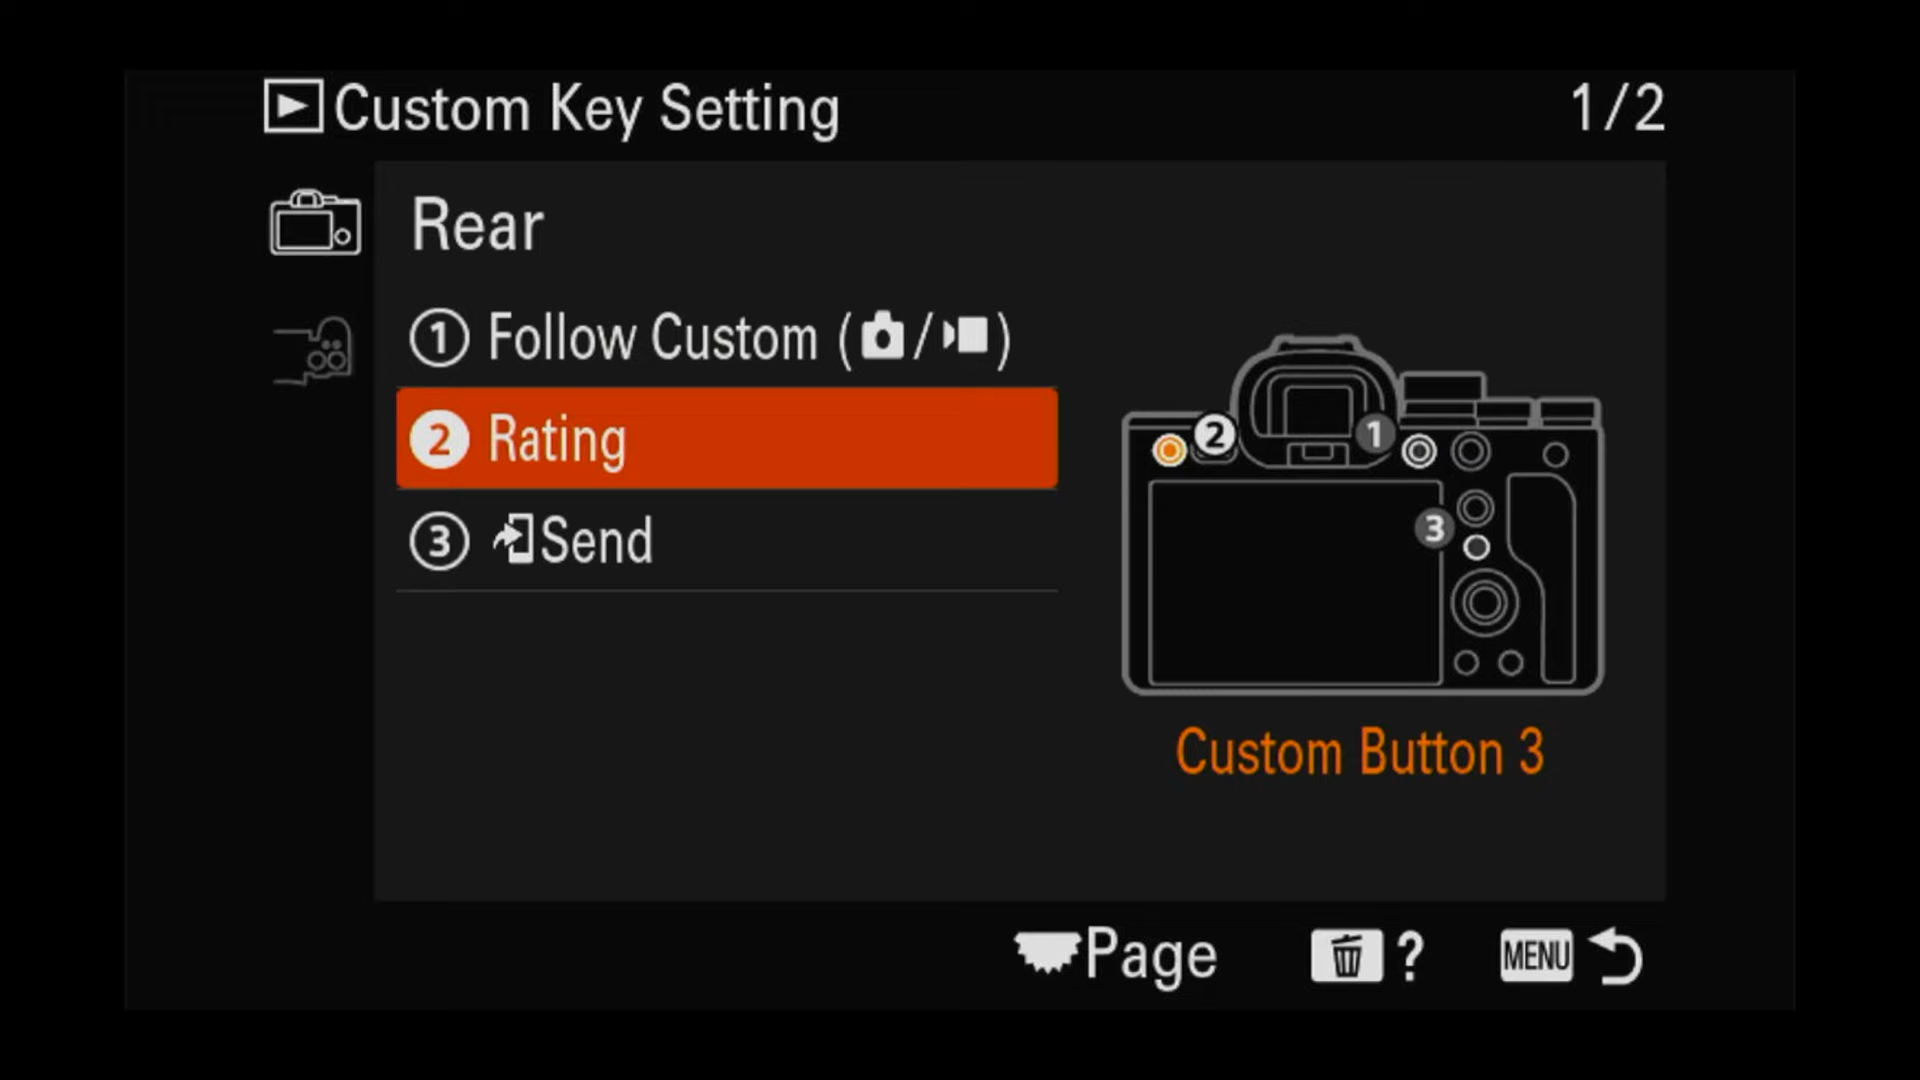 Custom Key Setting 1/2
Rear
1 Follow Custom ( / )
2 Rating
3 Send
2 1
3
Custom Button 3
Page ? MENU